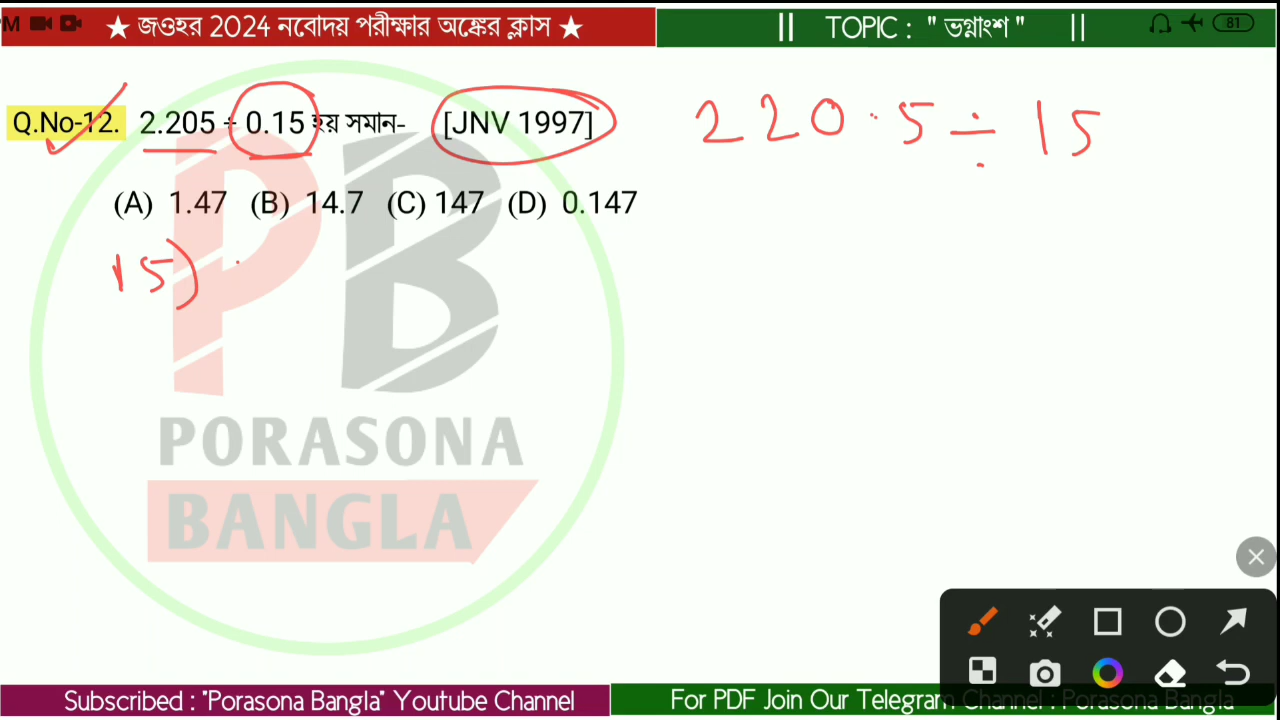 M ★ জওহর 2024 নবোদয় পরীক্ষার অঙ্কের ক্লাস ★ || TOPIC : " ভগ্নাংশ " || 81
Q.No-12. 2.205 ÷ 0.15 হয় সমান- [JNV 1997] 220.5 ÷ 15
(A) 1.47 (B) 14.7 (C) 147 (D) 0.147
15)
PB
PORASONA
BANGLA
Subscribed : "Porasona Bangla" Youtube Channel For PDF Join Our Telegram Channel : Porasona Bangla